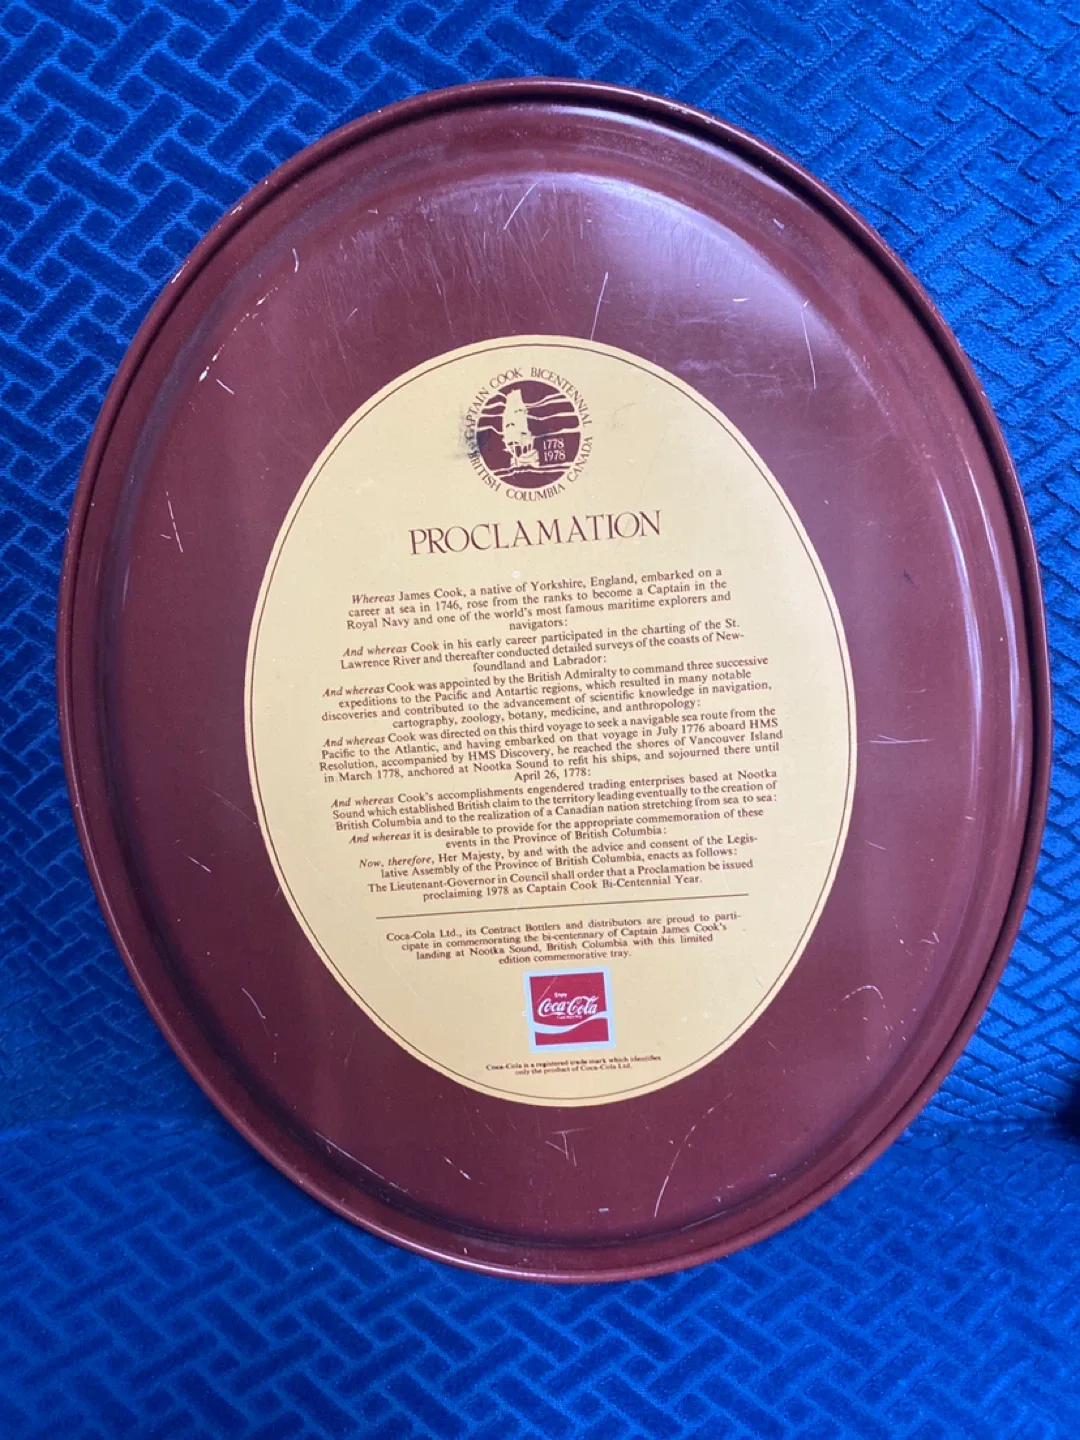 CAPTAIN COOK BICENTENNIAL
1778
1978
BRITISH COLUMBIA CANADA
PROCLAMATION
Whereas James Cook, a native of Yorkshire, England, embarked on a
career at sea in 1746, rose from the ranks to become a Captain in the
Royal Navy and one of the world's most famous maritime explorers and
navigators:
And whereas Cook in his early career participated in the charting of the St.
Lawrence River and thereafter conducted detailed surveys of the coasts of New-
foundland and Labrador:
And whereas Cook was appointed by the British Admiralty to command three successive
expeditions to the Pacific and Antartic regions, which resulted in many notable
discoveries and contributed to the advancement of scientific knowledge in navigation,
cartography, zoology, botany, medicine, and anthropology:
And whereas Cook was directed on this third voyage to seek a navigable sea route from the
Pacific to the Atlantic, and having embarked on that voyage in July 1776 aboard HMS
Resolution, accompanied by HMS Discovery, he reached the shores of Vancouver Island
in March 1778, anchored at Nootka Sound to refit his ships, and sojourned there until
April 26, 1778:
And whereas Cook's accomplishments engendered trading enterprises based at Nootka
Sound which established British claim to the territory leading eventually to the creation of
British Columbia and to the realization of a Canadian nation stretching from sea to sea:
And whereas it is desirable to provide for the appropriate commemoration of these
events in the Province of British Columbia:
Now, therefore, Her Majesty, by and with the advice and consent of the Legis-
lative Assembly of the Province of British Columbia, enacts as follows:
The Lieutenant-Governor in Council shall order that a Proclamation be issued
proclaiming 1978 as Captain Cook Bi-Centennial Year.
Coca-Cola Ltd., its Contract Bottlers and distributors are proud to parti-
cipate in commemorating the bi-centennary of Captain James Cook's
landing at Nootka Sound, British Columbia with this limited
edition commemorative tray.
Enjoy
Coca-Cola
Coca-Cola is a registered trade mark which identifies
only the product of Coca-Cola Ltd.